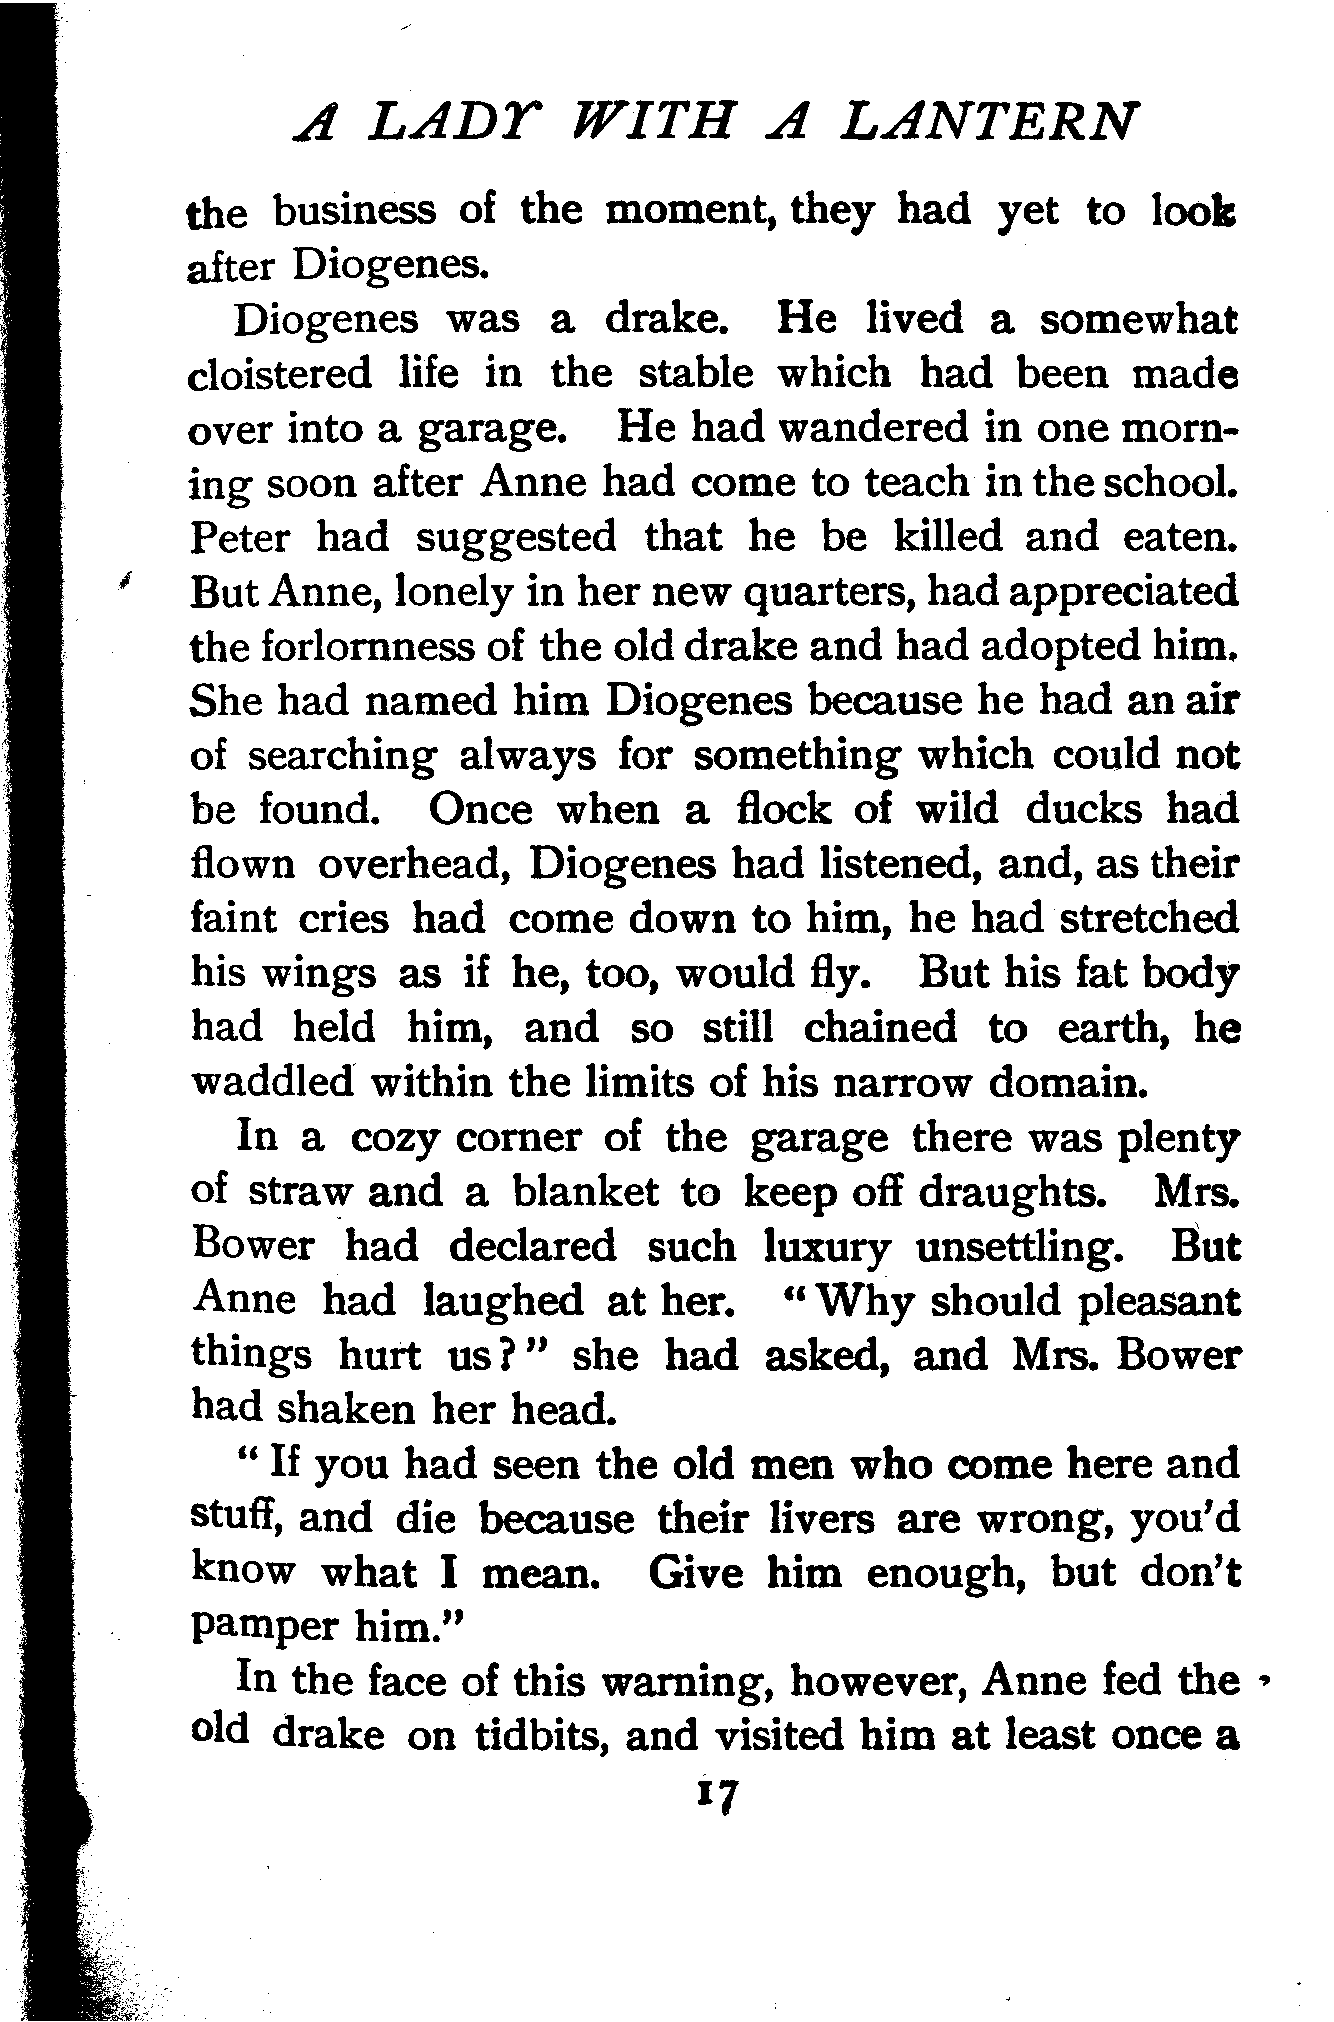 A LADY WITH A LANTERN
the business of the moment, they had yet to look
after Diogenes.
Diogenes was a drake. He lived a somewhat
cloistered life in the stable which had been made
over into a garage. He had wandered in one morn-
ing soon after Anne had come to teach in the school.
Peter had suggested that he be killed and eaten.
But Anne, lonely in her new quarters, had appreciated
the forlornness of the old drake and had adopted him.
She had named him Diogenes because he had an air
of searching always for something which could not
be found. Once when a flock of wild ducks had
flown overhead, Diogenes had listened, and, as their
faint cries had come down to him, he had stretched
his wings as if he, too, would fly. But his fat body
had held him, and so still chained to earth, he
waddled within the limits of his narrow domain.
In a cozy corner of the garage there was plenty
of straw and a blanket to keep off draughts. Mrs.
Bower had declared such luxury unsettling. But
Anne had laughed at her. "Why should pleasant
things hurt us?" she had asked, and Mrs. Bower
had shaken her head.
"If you had seen the old men who come here and
stuff, and die because their livers are wrong, you'd
know what I mean. Give him enough, but don't
pamper him."
In the face of this warning, however, Anne fed the
old drake on tidbits, and visited him at least once a
17